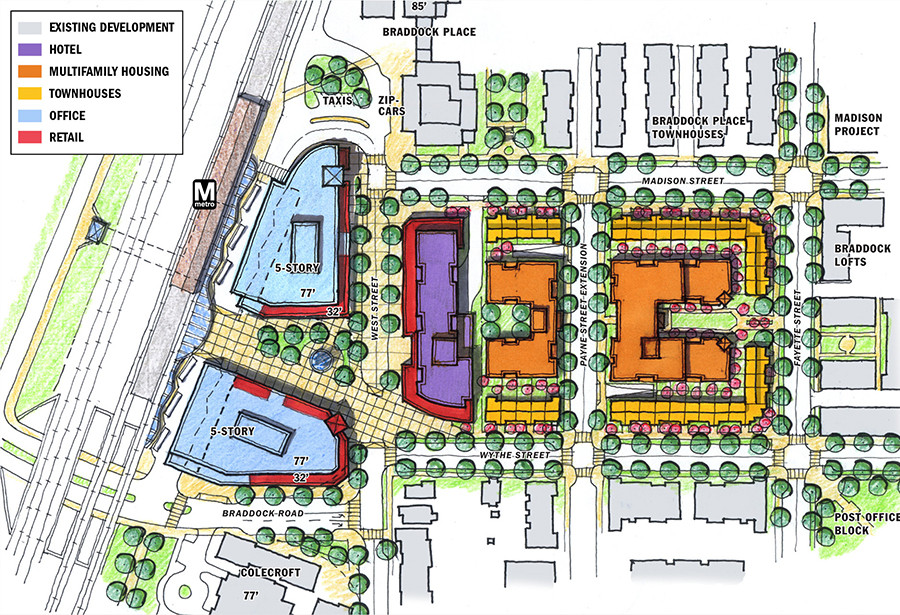 EXISTING DEVELOPMENT
HOTEL
MULTIFAMILY HOUSING
TOWNHOUSES
OFFICE
RETAIL
85'
BRADDOCK PLACE
TAXIS
ZIP-
CARS
BRADDOCK PLACE
TOWNHOUSES
MADISON
PROJECT
MADISON STREET
M
metro
5-STORY
77'
32'
WEST STREET
PAYNE STREET EXTENSION
FAYETTE STREET
BRADDOCK
LOFTS
5-STORY
77'
32'
WYTHE STREET
BRADDOCK ROAD
POST OFFICE
BLOCK
COLECROFT
77'